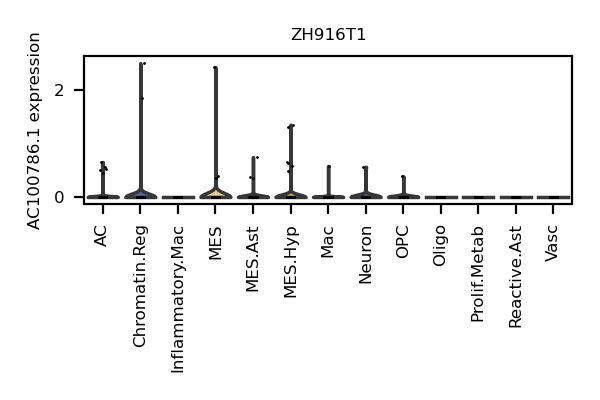 ZH916T1
AC100786.1 expression
2
0
AC
Chromatin.Reg
Inflammatory.Mac
MES
MES.Ast
MES.Hyp
Mac
Neuron
OPC
Oligo
Prolif.Metab
Reactive.Ast
Vasc